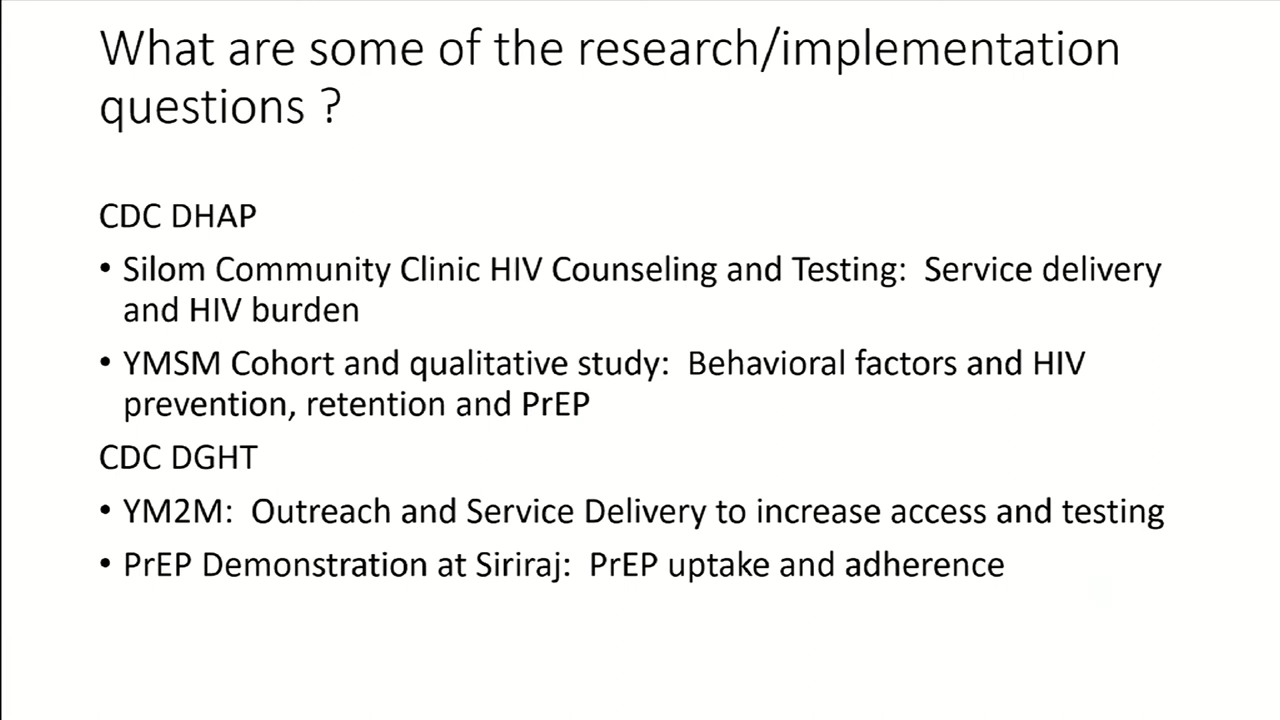 What are some of the research/implementation
questions ?
CDC DHAP
• Silom Community Clinic HIV Counseling and Testing:  Service delivery
and HIV burden
• YMSM Cohort and qualitative study:  Behavioral factors and HIV
prevention, retention and PrEP
CDC DGHT
• YM2M:  Outreach and Service Delivery to increase access and testing
• PrEP Demonstration at Siriraj:  PrEP uptake and adherence